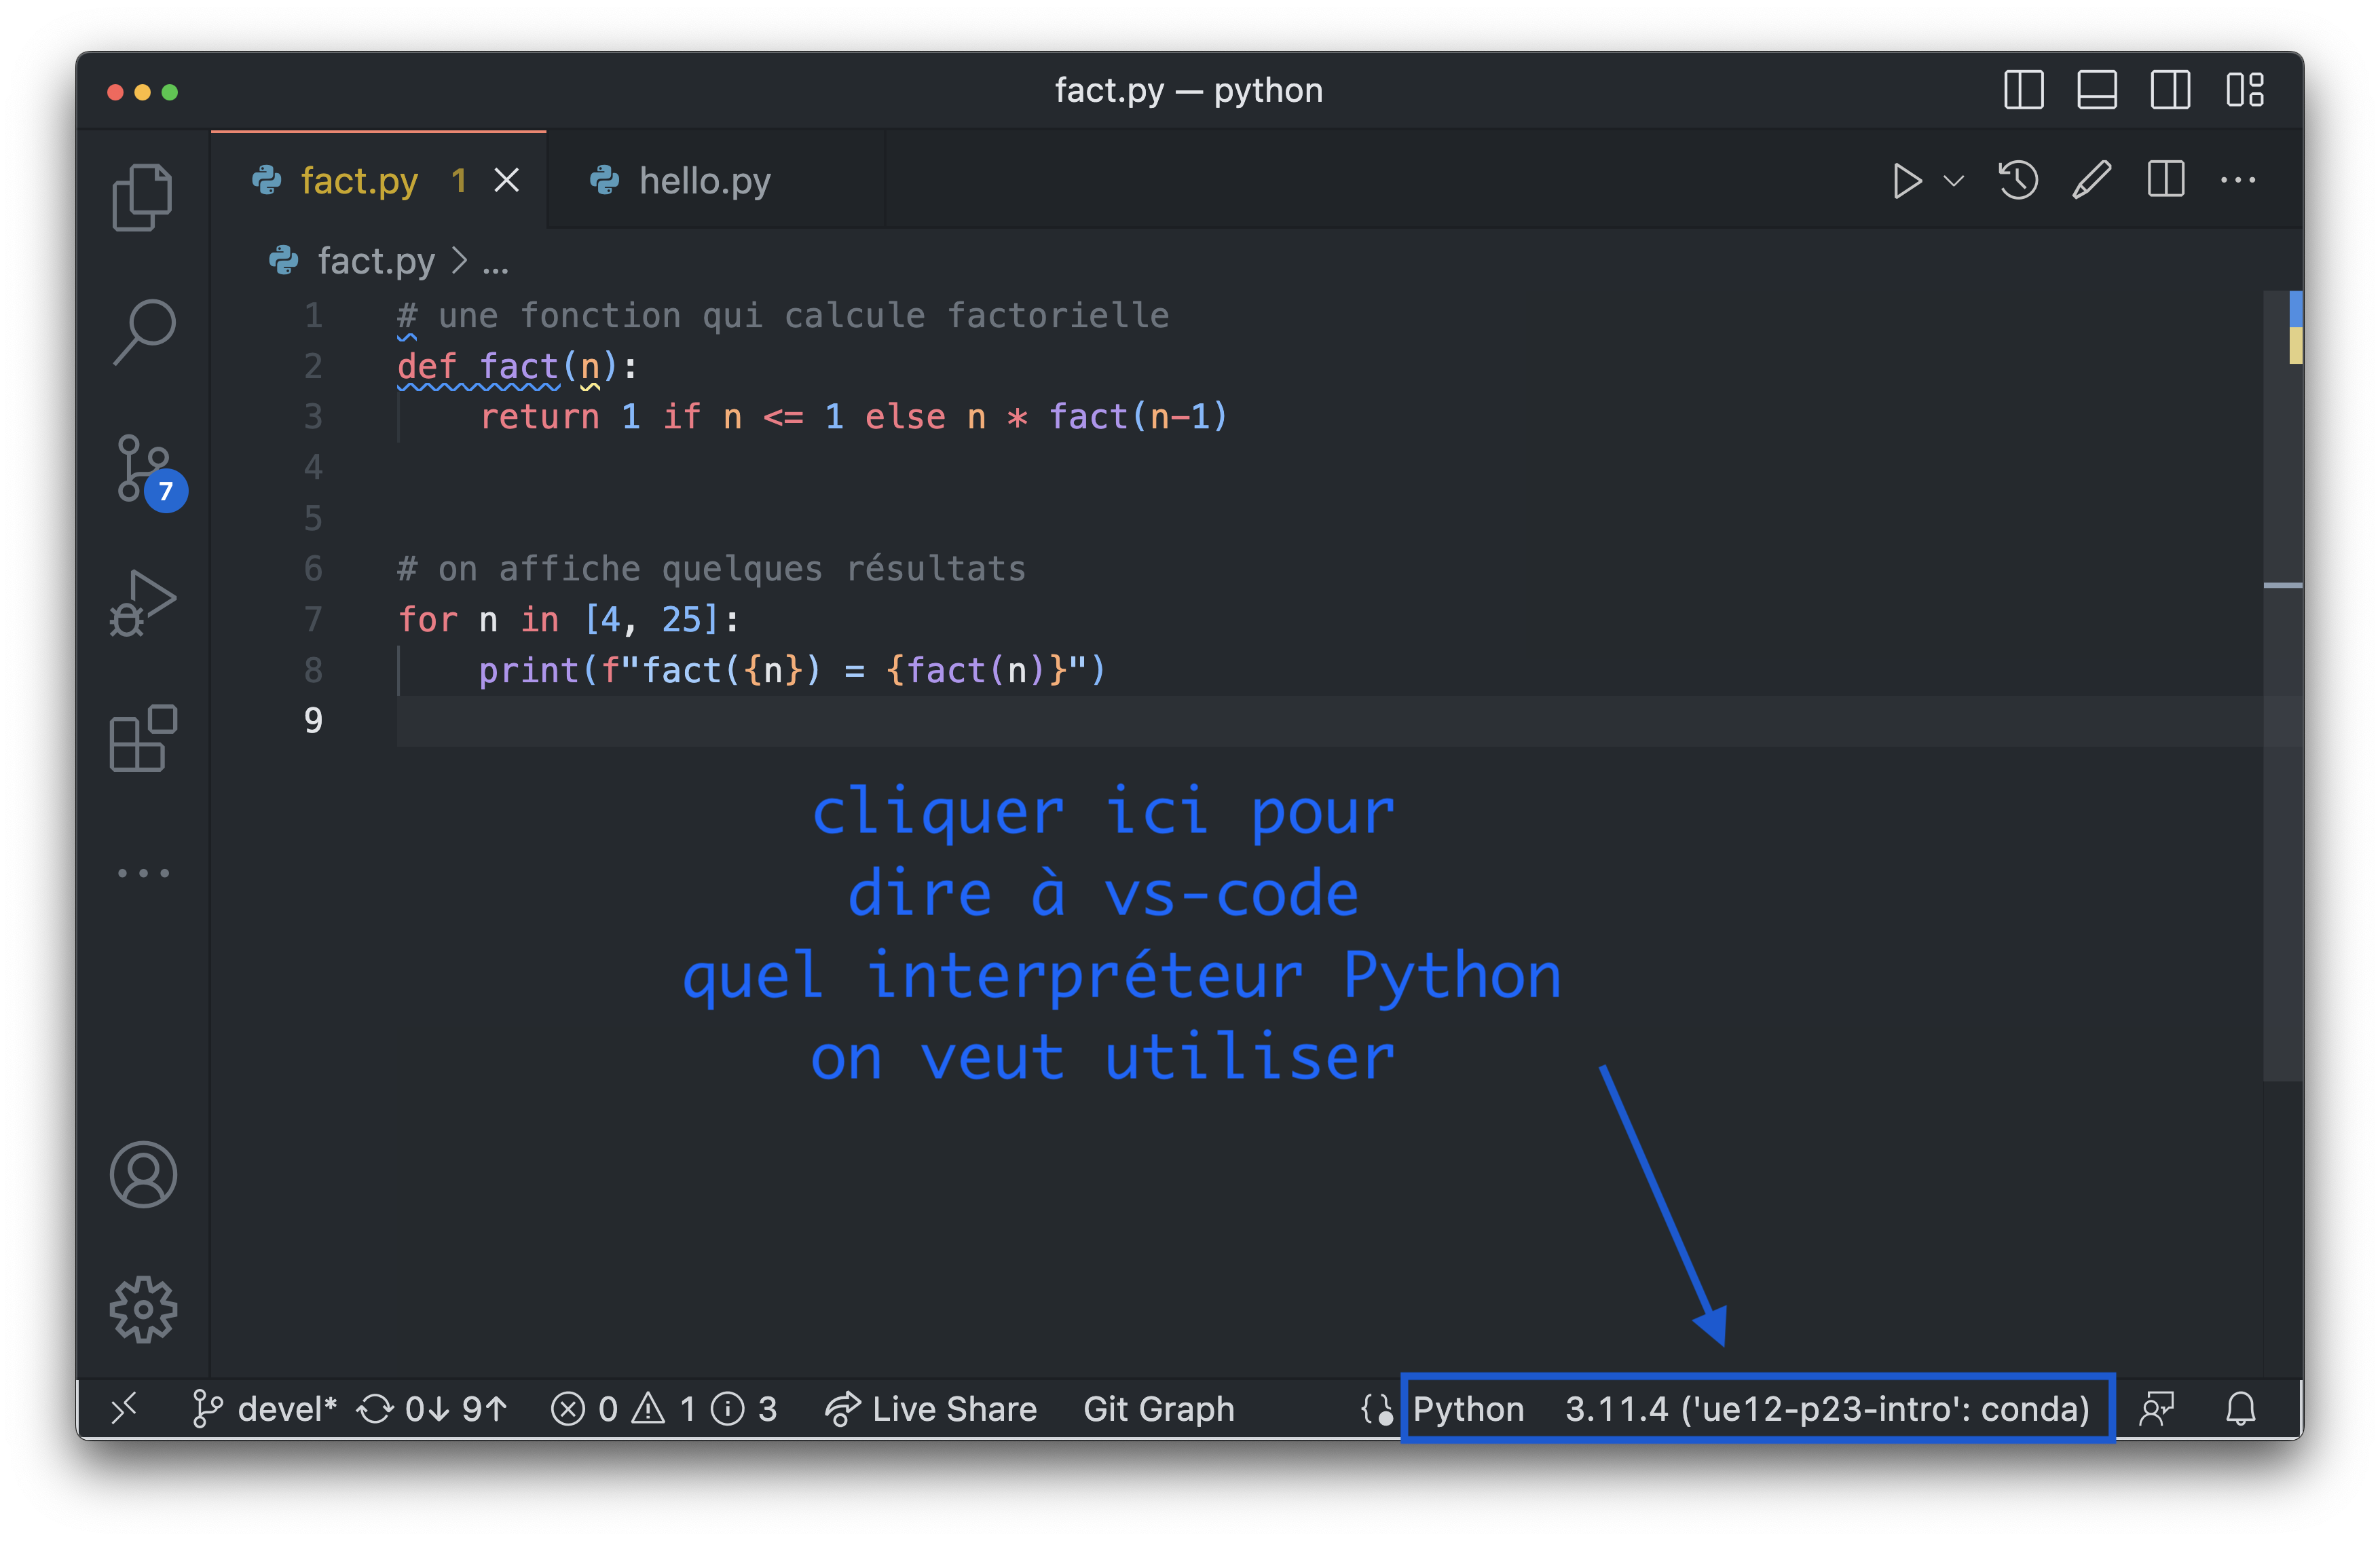 fact.py — python
fact.py 1 hello.py
fact.py > ...
1 # une fonction qui calcule factorielle
2 def fact(n):
3     return 1 if n <= 1 else n * fact(n-1)
4
5
6 # on affiche quelques résultats
7 for n in [4, 25]:
8     print(f"fact({n}) = {fact(n)}")
9
7
cliquer ici pour
dire à vs-code
quel interpréteur Python
on veut utiliser
devel* 0↓ 9↑ 0 1 3 Live Share Git Graph {} Python 3.11.4 ('ue12-p23-intro': conda)